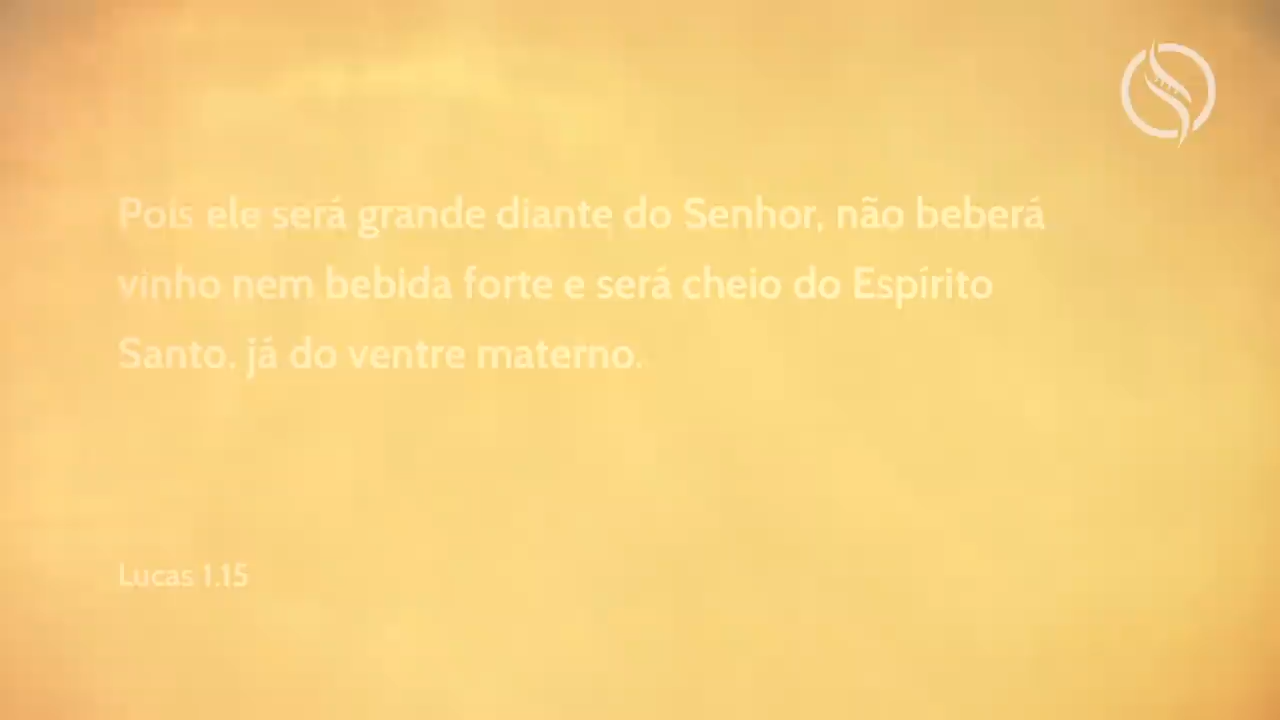 Pois ele será grande diante do Senhor, não beberá
vinho nem bebida forte e será cheio do Espírito
Santo. já do ventre materno.
Lucas 1.15